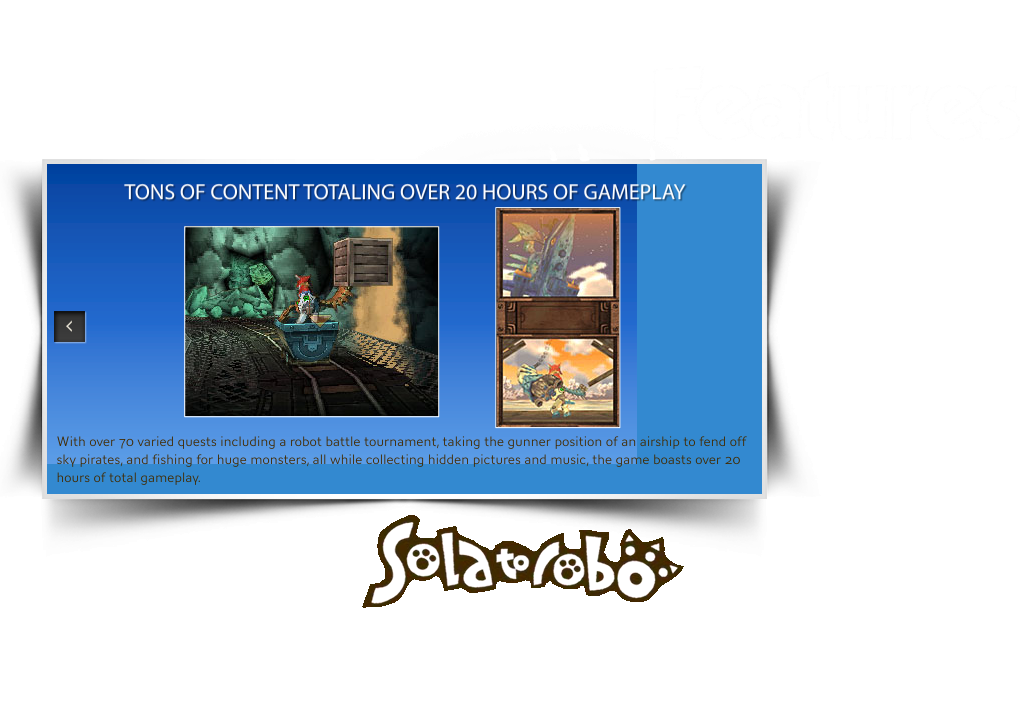 TONS OF CONTENT TOTALING OVER 20 HOURS OF GAMEPLAY
With over 70 varied quests including a robot battle tournament, taking the gunner position of an airship to fend off
sky pirates, and fishing for huge monsters, all while collecting hidden pictures and music, the game boasts over 20
hours of total gameplay.
Solatorobo